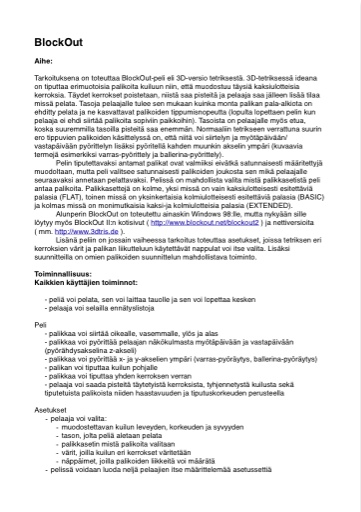 BlockOut
Aihe:
Tarkoituksena on toteuttaa BlockOut-peli eli 3D-versio tetriksestä. 3D-tetriksessä ideana
on tiputtaa erimuotoisia palikoita kuiluun niin, että muodostuu täysiä kaksiulotteisia
kerroksia. Täydet kerrokset poistetaan, niistä saa pisteitä ja pelaaja saa jälleen lisää tilaa
missä pelata. Tasoja pelaajalle tulee sen mukaan kuinka monta palikan pala-alkiota on
ehditty pelata ja ne kasvattavat palikoiden tippumisnopeutta (lopulta lopettaen pelin kun
pelaaja ei ehdi siirtää palikoita sopiviin paikkoihin). Tasoista on pelaajalle myös etua,
koska suuremmilla tasoilla pisteitä saa enemmän. Normaaliin tetrikseen verrattuna suurin
ero tippuvien palikoiden käsittelyssä on, että niitä voi siirtelyn ja myötäpäivään/
vastapäivään pyörittelyn lisäksi pyöritellä kahden muunkin akselin ympäri (kuvaavia
termejä esimerkiksi varras-pyörittely ja ballerina-pyörittely).
Pelin tiputettavaksi antamat palikat ovat valmiiksi eivätkä satunnaisesti määritettyjä
muodoltaan, mutta peli valitsee satunnaisesti palikoiden joukosta sen mikä pelaajalle
seuraavaksi annetaan pelattavaksi. Pelissä on mahdollista valita mistä palikkasetistä peli
antaa palikoita. Palikkasettejä on kolme, yksi missä on vain kaksiulotteisesti esitettäviä
palasia (FLAT), toinen missä on yksinkertaisia kolmiulotteisesti esitettäviä palasia (BASIC)
ja kolmas missä on monimutkaisia kaksi-ja kolmiulotteisia palasia (EXTENDED).
Alunperin BlockOut on toteutettu ainaskin Windows 98:lle, mutta nykyään sille
löytyy myös BlockOut II:n kotisivut ( http://www.blockout.net/blockout2 ) ja nettiversioita
( mm. http://www.3dtris.de ).
Lisänä peliin on jossain vaiheessa tarkoitus toteuttaa asetukset, joissa tetriksen eri
kerroksien värit ja palikan liikutteluun käytettävät nappulat voi itse valita. Lisäksi
suunnitteilla on omien palikoiden suunnittelun mahdollistava toiminto.
Toiminnallisuus:
Kaikkien käyttäjien toiminnot:
- peliä voi pelata, sen voi laittaa tauolle ja sen voi lopettaa kesken
- pelaaja voi selailla ennätyslistoja
Peli
- palikkaa voi siirtää oikealle, vasemmalle, ylös ja alas
- palikkaa voi pyörittää pelaajan näkökulmasta myötäpäivään ja vastapäivään
(pyörähdysakselina z-akseli)
- palikkaa voi pyörittää x- ja y-akselien ympäri (varras-pyöräytys, ballerina-pyöräytys)
- palikan voi tiputtaa kuilun pohjalle
- palikkaa voi tiputtaa yhden kerroksen verran
- pelaaja voi saada pisteitä täytetyistä kerroksista, tyhjennetystä kuilusta sekä
tiputetuista palikoista niiden haastavuuden ja tiputuskorkeuden perusteella
Asetukset
- pelaaja voi valita:
- muodostettavan kuilun leveyden, korkeuden ja syvyyden
- tason, jolta peliä aletaan pelata
- palikkasetin mistä palikoita valitaan
- värit, joilla kuilun eri kerrokset väritetään
- näppäimet, joilla palikoiden liikkeitä voi määrätä
- pelissä voidaan luoda neljä pelaajien itse määrittelemää asetussettiä